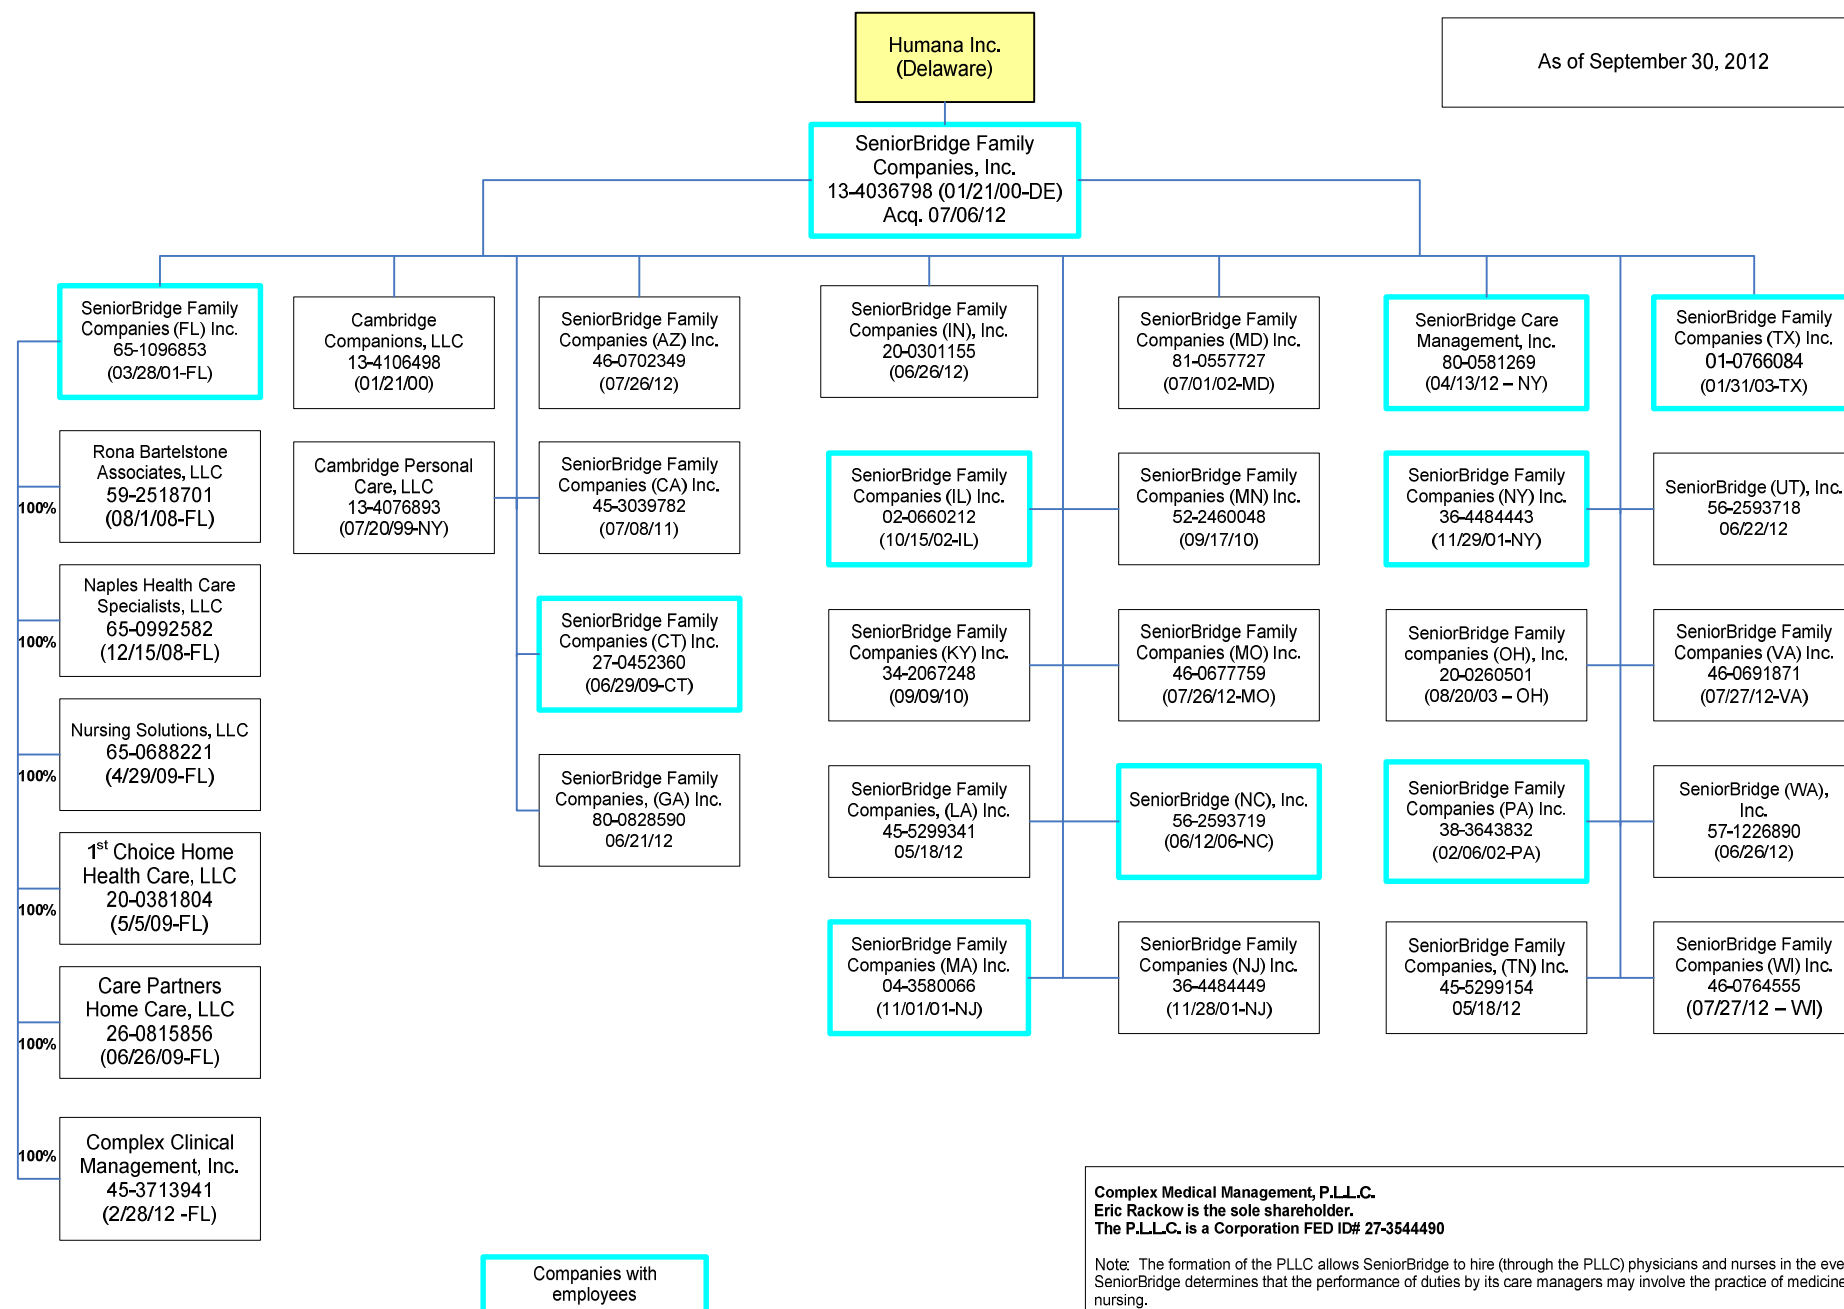 Humana Inc.
(Delaware)
As of September 30, 2012
SeniorBridge Family
Companies, Inc.
13-4036798 (01/21/00-DE)
Acq. 07/06/12
SeniorBridge Family
Companies (FL) Inc.
65-1096853
(03/28/01-FL)
Cambridge
Companions, LLC
13-4106498
(01/21/00)
SeniorBridge Family
Companies (AZ) Inc.
46-0702349
(07/26/12)
SeniorBridge Family
Companies (IN), Inc.
20-0301155
(06/26/12)
SeniorBridge Family
Companies (MD) Inc.
81-0557727
(07/01/02-MD)
SeniorBridge Care
Management, Inc.
80-0581269
(04/13/12 – NY)
SeniorBridge Family
Companies (TX) Inc.
01-0766084
(01/31/03-TX)
Rona Bartelstone
Associates, LLC
59-2518701
(08/1/08-FL)
100%
Cambridge Personal
Care, LLC
13-4076893
(07/20/99-NY)
SeniorBridge Family
Companies (CA) Inc.
45-3039782
(07/08/11)
SeniorBridge Family
Companies (IL) Inc.
02-0660212
(10/15/02-IL)
SeniorBridge Family
Companies (MN) Inc.
52-2460048
(09/17/10)
SeniorBridge Family
Companies (NY) Inc.
36-4484443
(11/29/01-NY)
SeniorBridge (UT), Inc.
56-2593718
06/22/12
Naples Health Care
Specialists, LLC
65-0992582
(12/15/08-FL)
100%
SeniorBridge Family
Companies (CT) Inc.
27-0452360
(06/29/09-CT)
SeniorBridge Family
Companies (KY) Inc.
34-2067248
(09/09/10)
SeniorBridge Family
Companies (MO) Inc.
46-0677759
(07/26/12-MO)
SeniorBridge Family
companies (OH), Inc.
20-0260501
(08/20/03 – OH)
SeniorBridge Family
Companies (VA) Inc.
46-0691871
(07/27/12-VA)
Nursing Solutions, LLC
65-0688221
(4/29/09-FL)
100%
SeniorBridge Family
Companies, (GA) Inc.
80-0828590
06/21/12
SeniorBridge Family
Companies, (LA) Inc.
45-5299341
05/18/12
SeniorBridge (NC), Inc.
56-2593719
(06/12/06-NC)
SeniorBridge Family
Companies (PA) Inc.
38-3643832
(02/06/02-PA)
SeniorBridge (WA),
Inc.
57-1226890
(06/26/12)
1st Choice Home
Health Care, LLC
20-0381804
(5/5/09-FL)
100%
SeniorBridge Family
Companies (MA) Inc.
04-3580066
(11/01/01-NJ)
SeniorBridge Family
Companies (NJ) Inc.
36-4484449
(11/28/01-NJ)
SeniorBridge Family
Companies, (TN) Inc.
45-5299154
05/18/12
SeniorBridge Family
Companies (WI) Inc.
46-0764555
(07/27/12 – WI)
Care Partners
Home Care, LLC
26-0815856
(06/26/09-FL)
100%
Complex Clinical
Management, Inc.
45-3713941
(2/28/12 -FL)
100%
Complex Medical Management, P.L.L.C.
Eric Rackow is the sole shareholder.
The P.L.L.C. is a Corporation FED ID# 27-3544490
Note: The formation of the PLLC allows SeniorBridge to hire (through the PLLC) physicians and nurses in the eve
SeniorBridge determines that the performance of duties by its care managers may involve the practice of medicine
nursing.
Companies with
employees